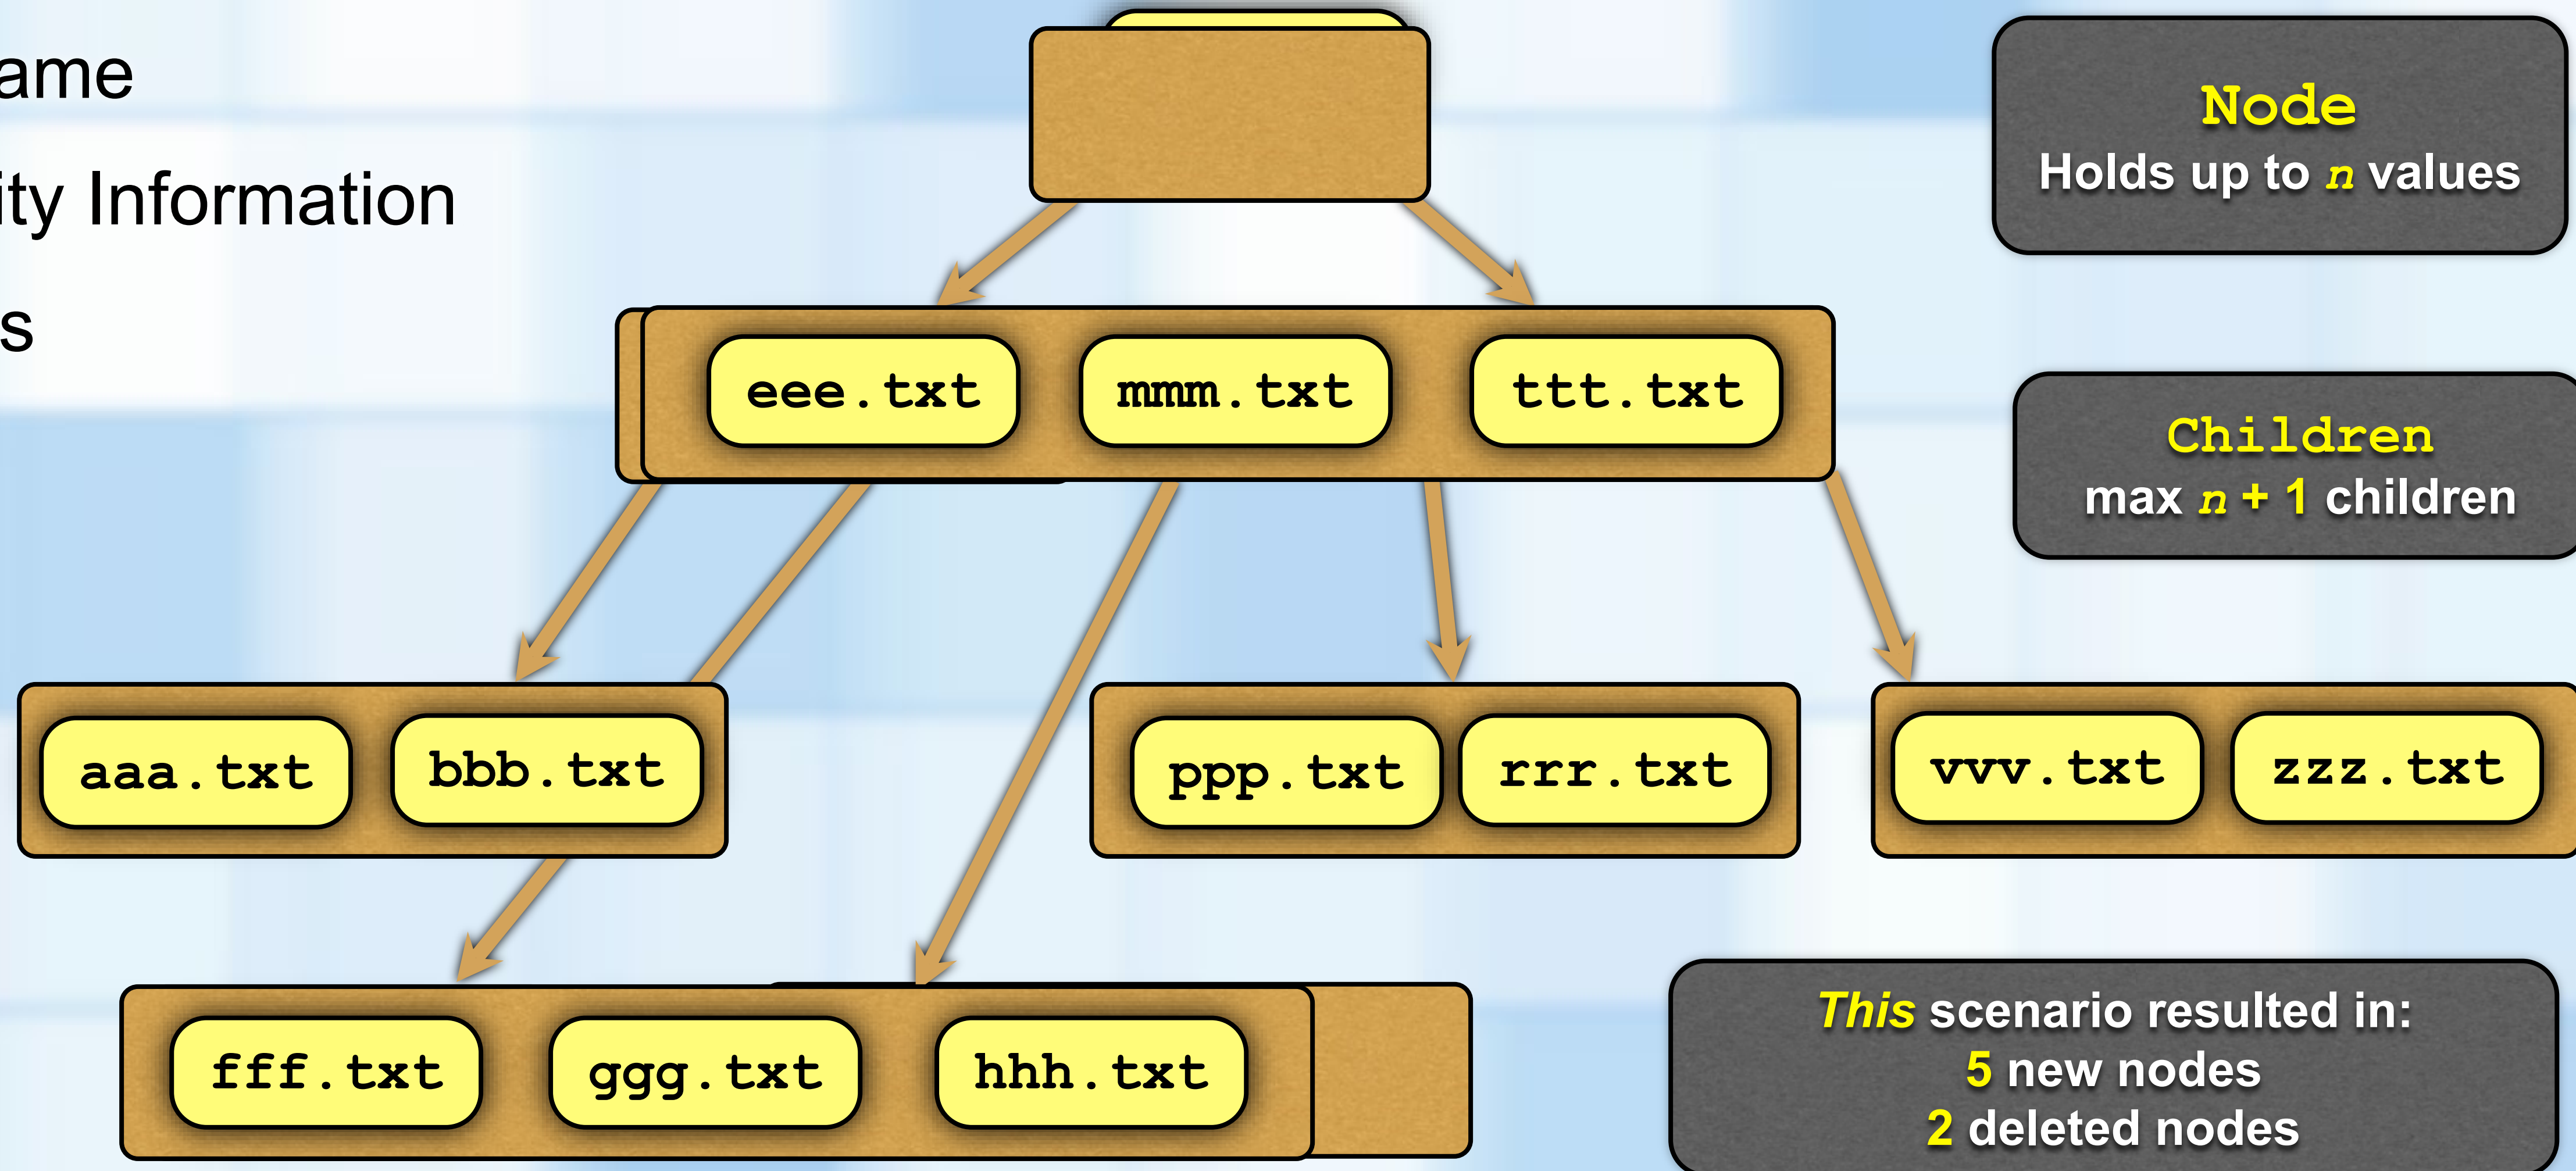 ame
ity Information
s
Node
Holds up to n values
eee.txt mmm.txt ttt.txt
Children
max n + 1 children
aaa.txt bbb.txt ppp.txt rrr.txt vvv.txt zzz.txt
fff.txt ggg.txt hhh.txt
This scenario resulted in:
5 new nodes
2 deleted nodes